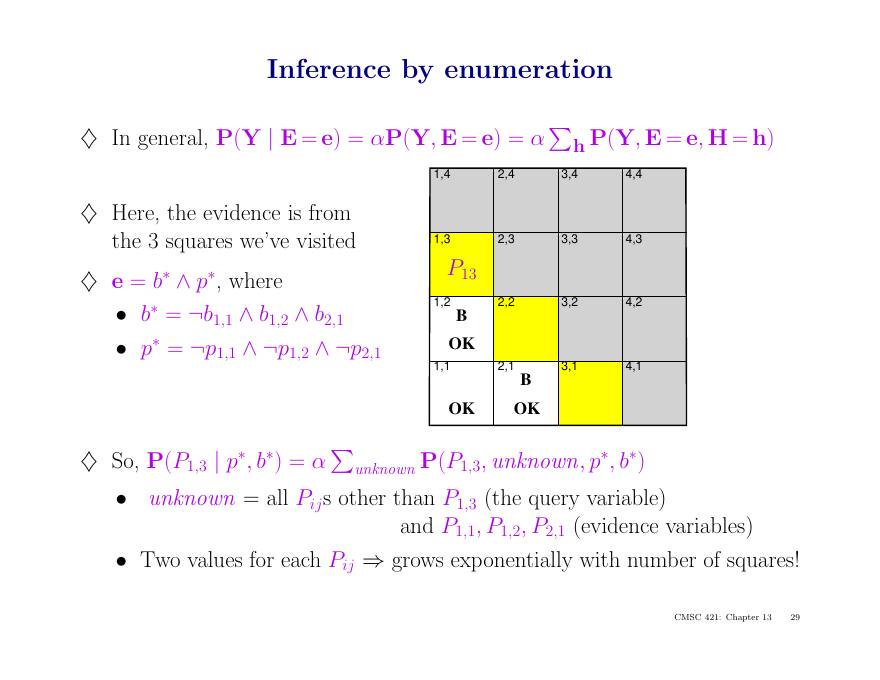 Inference by enumeration
♢ In general, P(Y | E = e) = αP(Y, E = e) = α ∑h P(Y, E = e, H = h)
♢ Here, the evidence is from
the 3 squares we've visited
♢ e = b* ∧ p*, where
• b* = ¬b1,1 ∧ b1,2 ∧ b2,1
• p* = ¬p1,1 ∧ ¬p1,2 ∧ ¬p2,1
1,4 2,4 3,4 4,4
1,3 2,3 3,3 4,3
P13
1,2 2,2 3,2 4,2
B
OK
1,1 2,1 3,1 4,1
B
OK OK
♢ So, P(P1,3 | p*, b*) = α ∑unknown P(P1,3, unknown, p*, b*)
• unknown = all Pijs other than P1,3 (the query variable)
and P1,1, P1,2, P2,1 (evidence variables)
• Two values for each Pij ⇒ grows exponentially with number of squares!
CMSC 421: Chapter 13 29